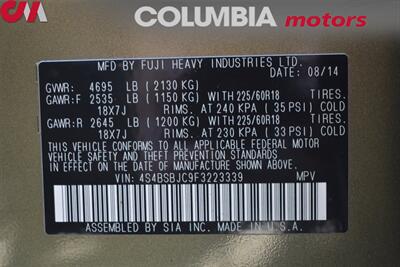 CM
COLUMBIA motors
MFD BY FUJI HEAVY INDUSTRIES LTD.
DATE: 08/14
GVWR: 4695 LB (2130 KG)
GAWR:F 2535 LB (1150 KG) WITH 225/60R18 TIRES.
18X7J RIMS. AT 240 KPA ( 35 PSI) COLD
GAWR:R 2645 LB (1200 KG) WITH 225/60R18 TIRES.
18X7J RIMS. AT 230 KPA ( 33 PSI) COLD
THIS VEHICLE CONFORMS TO ALL APPLICABLE FEDERAL MOTOR
VEHICLE SAFETY AND THEFT PREVENTION STANDARDS
IN EFFECT ON THE DATE OF MANUFACTURE SHOWN ABOVE.
VIN: 4S4BSBJC9F3223339 MPV
ASSEMBLED BY SIA INC. MADE IN U.S.A.